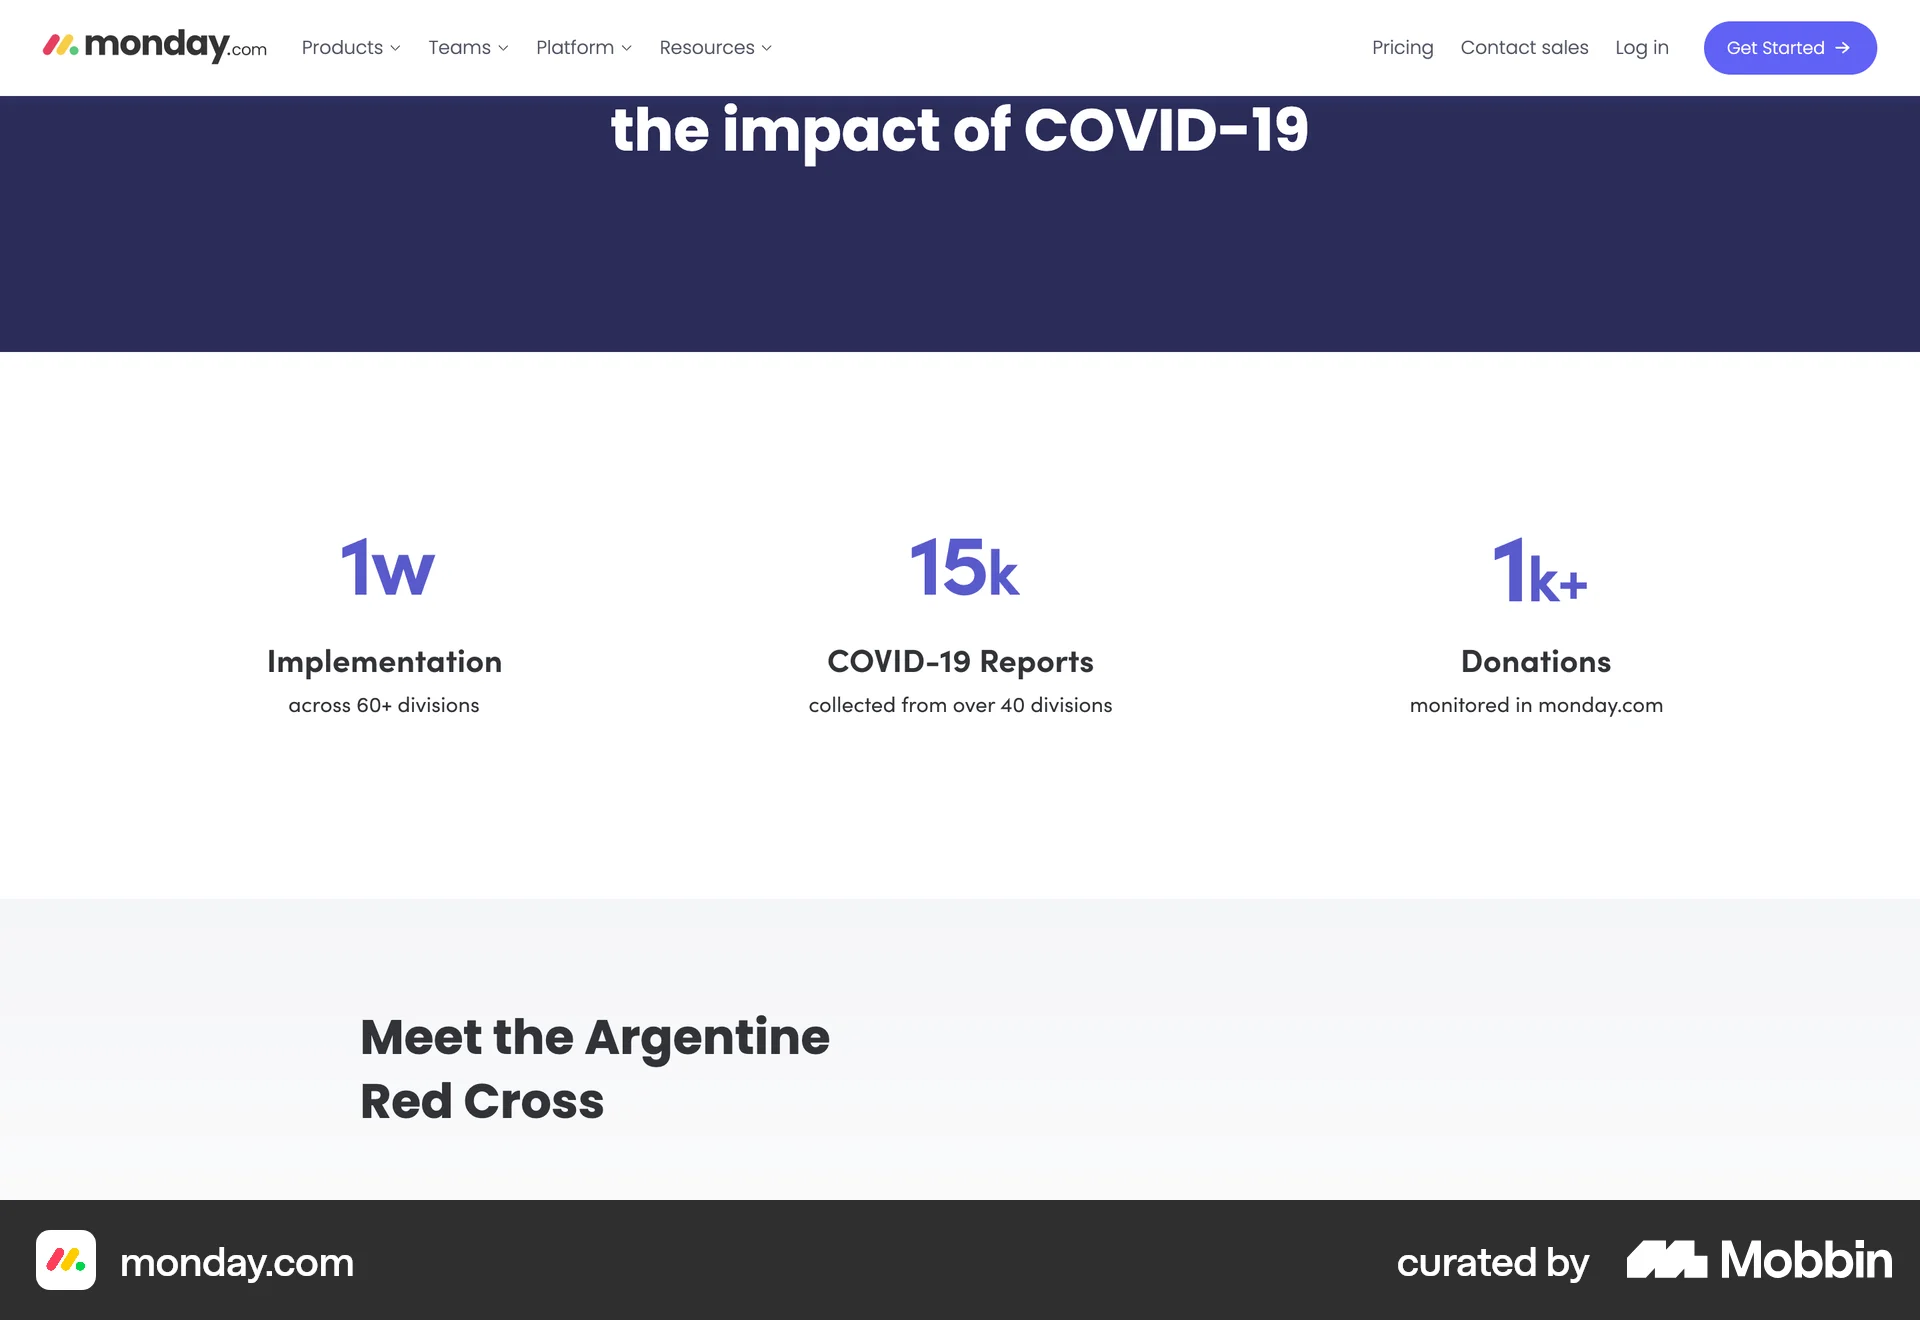 monday.com Products Teams Platform Resources Pricing Contact sales Log in Get Started →
the impact of COVID-19
1w 15k 1k+
Implementation COVID-19 Reports Donations
across 60+ divisions collected from over 40 divisions monitored in monday.com
Meet the Argentine
Red Cross
monday.com curated by Mobbin